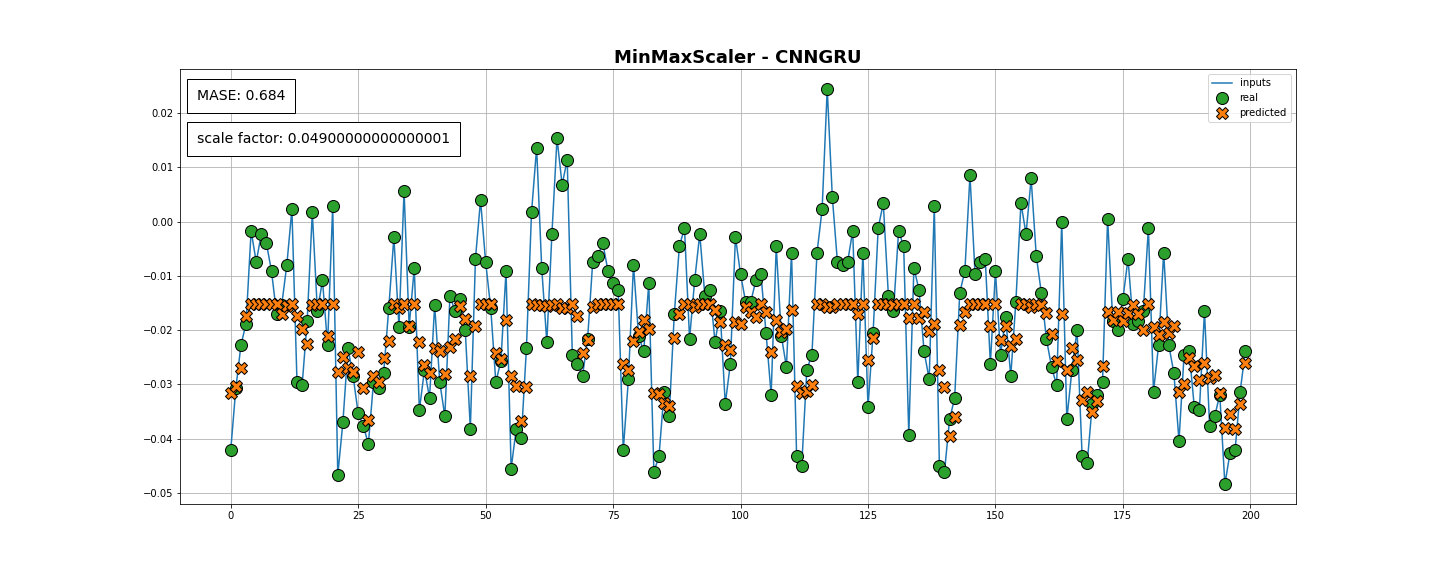 MinMaxScaler - CNNGRU
MASE: 0.684
scale factor: 0.04900000000000001
inputs
real
predicted
0.02
0.01
0.00
−0.01
−0.02
−0.03
−0.04
−0.05
0 25 50 75 100 125 150 175 200